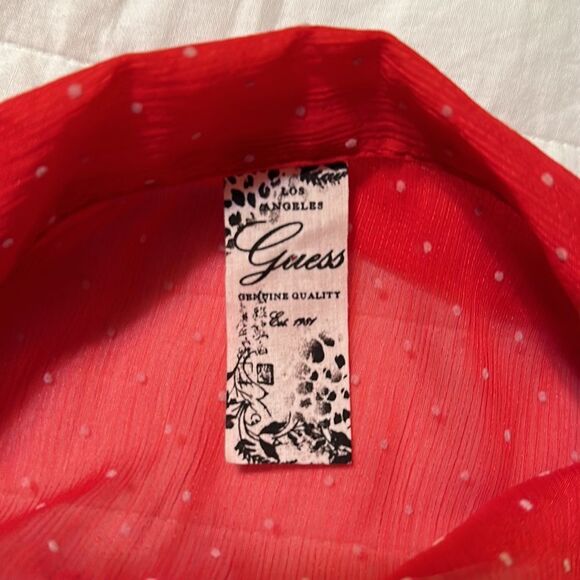 LOS
ANGELES
Guess
GENUINE QUALITY
Est. 1981